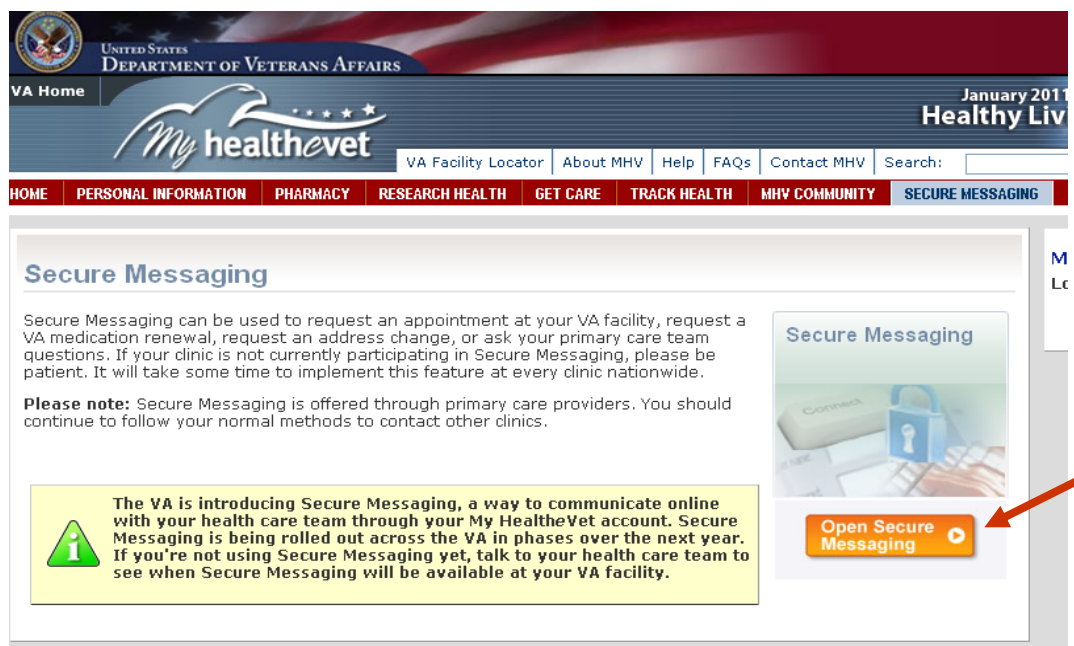 UNITED STATES
DEPARTMENT OF VETERANS AFFAIRS
VA Home
My healthevet
January 2011
Healthy Liv
VA Facility Locator About MHV Help FAQs Contact MHV Search:
HOME PERSONAL INFORMATION PHARMACY RESEARCH HEALTH GET CARE TRACK HEALTH MHV COMMUNITY SECURE MESSAGING
Secure Messaging
Secure Messaging can be used to request an appointment at your VA facility, request a
VA medication renewal, request an address change, or ask your primary care team
questions. If your clinic is not currently participating in Secure Messaging, please be
patient. It will take some time to implement this feature at every clinic nationwide.
Please note: Secure Messaging is offered through primary care providers. You should
continue to follow your normal methods to contact other clinics.
The VA is introducing Secure Messaging, a way to communicate online
with your health care team through your My HealtheVet account. Secure
Messaging is being rolled out across the VA in phases over the next year.
If you're not using Secure Messaging yet, talk to your health care team to
see when Secure Messaging will be available at your VA facility.
Secure Messaging
Connect
Open Secure
Messaging
M
Lo